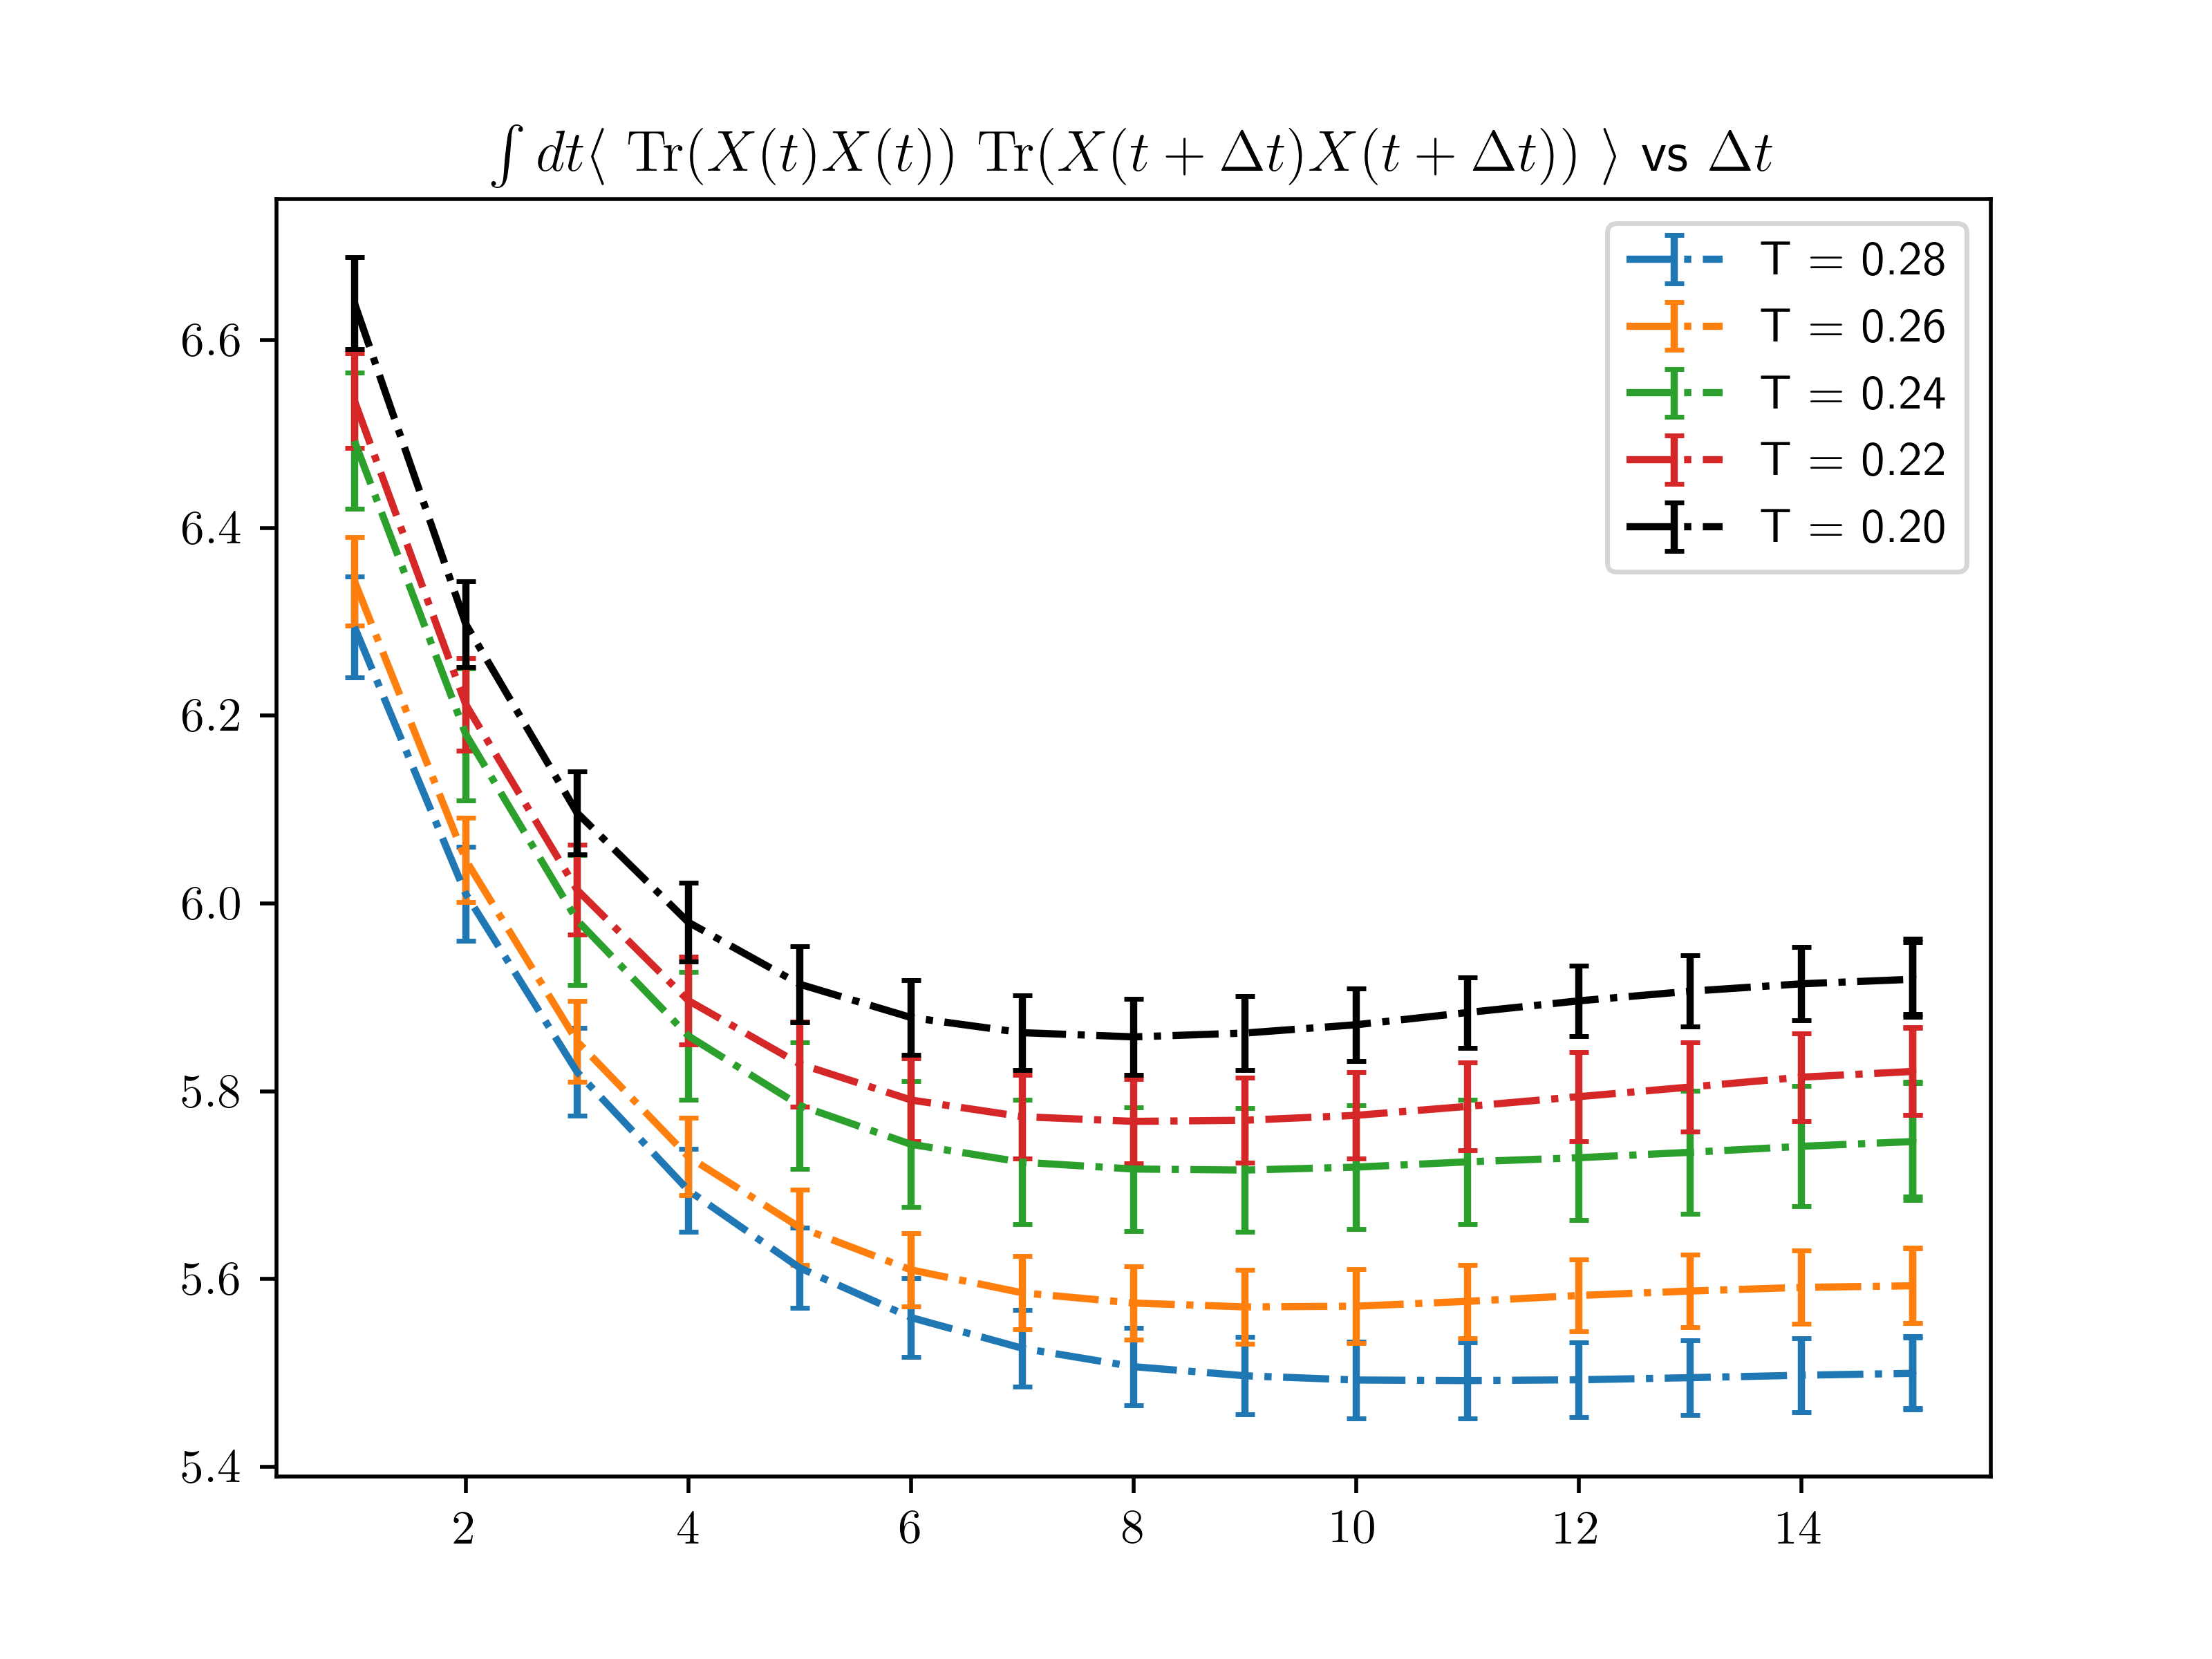 ∫ dt⟨ Tr(X(t)X(t)) Tr(X(t + Δt)X(t + Δt)) ⟩ vs Δt
T = 0.28
T = 0.26
T = 0.24
T = 0.22
T = 0.20
6.6
6.4
6.2
6.0
5.8
5.6
5.4
2 4 6 8 10 12 14